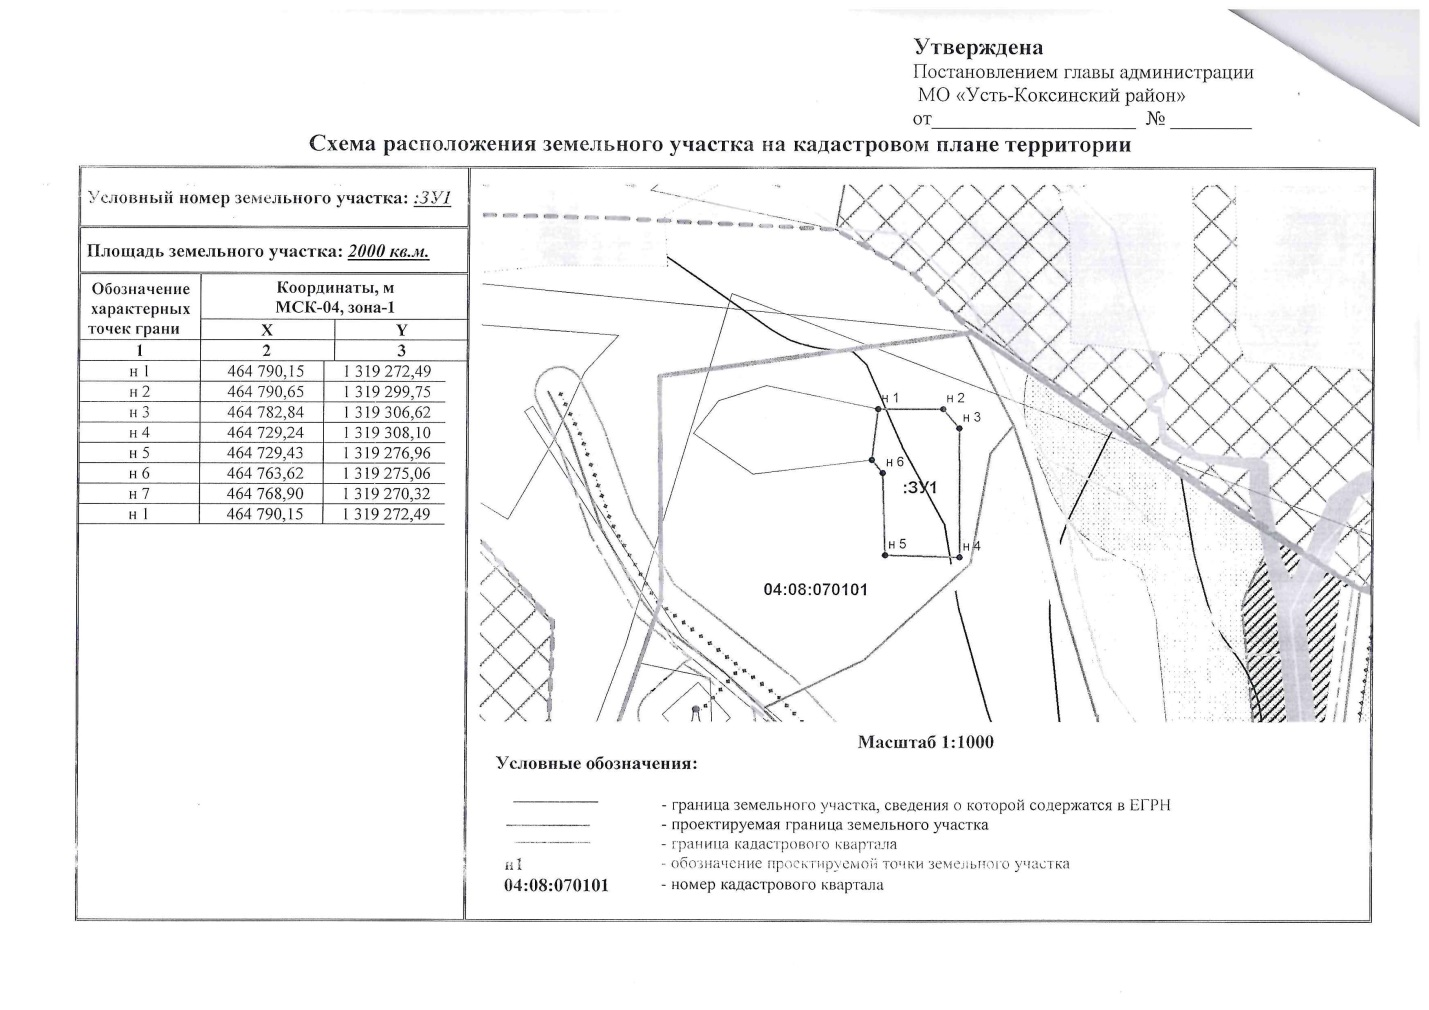 Утверждена
Постановлением главы администрации
МО «Усть-Коксинский район»
от____________________ № ________
Схема расположения земельного участка на кадастровом плане территории
Условный номер земельного участка: :ЗУ1
Площадь земельного участка: 2000 кв.м.
Обозначение характерных точек грани
Координаты, м
МСК-04, зона-1
X Y
1 2 3
н 1 464 790,15 1 319 272,49
н 2 464 790,65 1 319 299,75
н 3 464 782,84 1 319 306,62
н 4 464 729,24 1 319 308,10
н 5 464 729,43 1 319 276,96
н 6 464 763,62 1 319 275,06
н 7 464 768,90 1 319 270,32
н 1 464 790,15 1 319 272,49
н 1
н 2
н 3
н 6
:ЗУ1
н 5
н 4
04:08:070101
Масштаб 1:1000
Условные обозначения:
- граница земельного участка, сведения о которой содержатся в ЕГРН
- проектируемая граница земельного участка
- граница кадастрового квартала
н1 - обозначение проектируемой точки земельного участка
04:08:070101 - номер кадастрового квартала